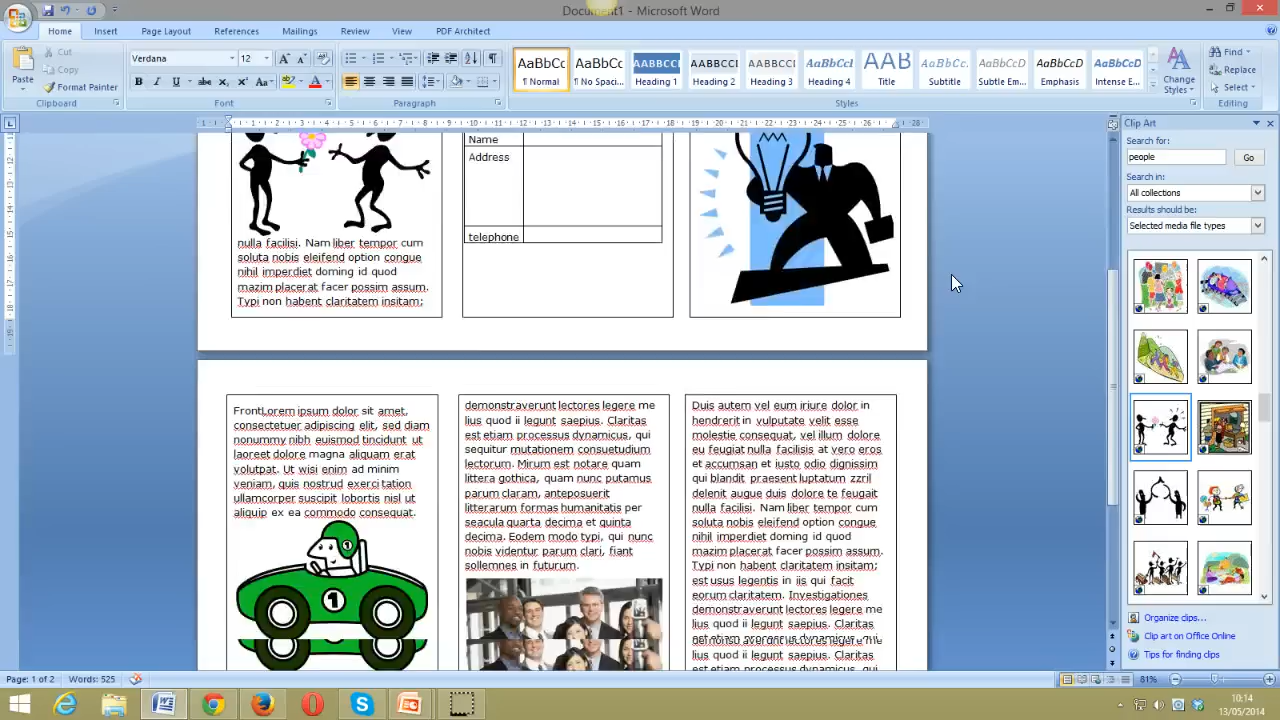 Document1 - Microsoft Word
Home Insert Page Layout References Mailings Review View PDF Architect
Paste
Cut
Copy
Format Painter
Clipboard
Verdana 12
Font
Paragraph
AaBbCc AaBbCc AABBCCI AABBCCI AABBCCI AaBbCcI AAB AaBbCc. AaBbCcD AaBbCcD
¶ Normal ¶ No Spaci... Heading 1 Heading 2 Heading 3 Heading 4 Title Subtitle Subtle Em... Emphasis Intense E...
Styles
Change Styles
Find
Replace
Select
Editing
Name
Address
telephone
nulla facilisi. Nam liber tempor cum
soluta nobis eleifend option congue
nihil imperdiet doming id quod
mazim placerat facer possim assum.
Typi non habent claritatem insitam;
FrontLorem ipsum dolor sit amet,
consectetuer adipiscing elit, sed diam
nonummy nibh euismod tincidunt ut
laoreet dolore magna aliquam erat
volutpat. Ut wisi enim ad minim
veniam, quis nostrud exerci tation
ullamcorper suscipit lobortis nisl ut
aliquip ex ea commodo consequat.
1
1
demonstraverunt lectores legere me
lius quod ii legunt saepius. Claritas
est etiam processus dynamicus, qui
sequitur mutationem consuetudium
lectorum. Mirum est notare quam
littera gothica, quam nunc putamus
parum claram, anteposuerit
litterarum formas humanitatis per
seacula quarta decima et quinta
decima. Eodem modo typi, qui nunc
nobis videntur parum clari, fiant
sollemnes in futurum.
Duis autem vel eum iriure dolor in
hendrerit in vulputate velit esse
molestie consequat, vel illum dolore
eu feugiat nulla facilisis at vero eros
et accumsan et iusto odio dignissim
qui blandit praesent luptatum zzril
delenit augue duis dolore te feugait
nulla facilisi. Nam liber tempor cum
soluta nobis eleifend option congue
nihil imperdiet doming id quod
mazim placerat facer possim assum.
Typi non habent claritatem insitam;
est usus legentis in iis qui facit
eorum claritatem. Investigationes
demonstraverunt lectores legere me
lius quod ii legunt saepius. Claritas
lius quod ii legunt saepius. Claritas
est etiam processus dynamicus, qui
Clip Art
Search for:
people
Go
Search in:
All collections
Results should be:
Selected media file types
Organize clips...
Clip art on Office Online
Tips for finding clips
Page: 1 of 2 Words: 525
81%
10:14
13/05/2014